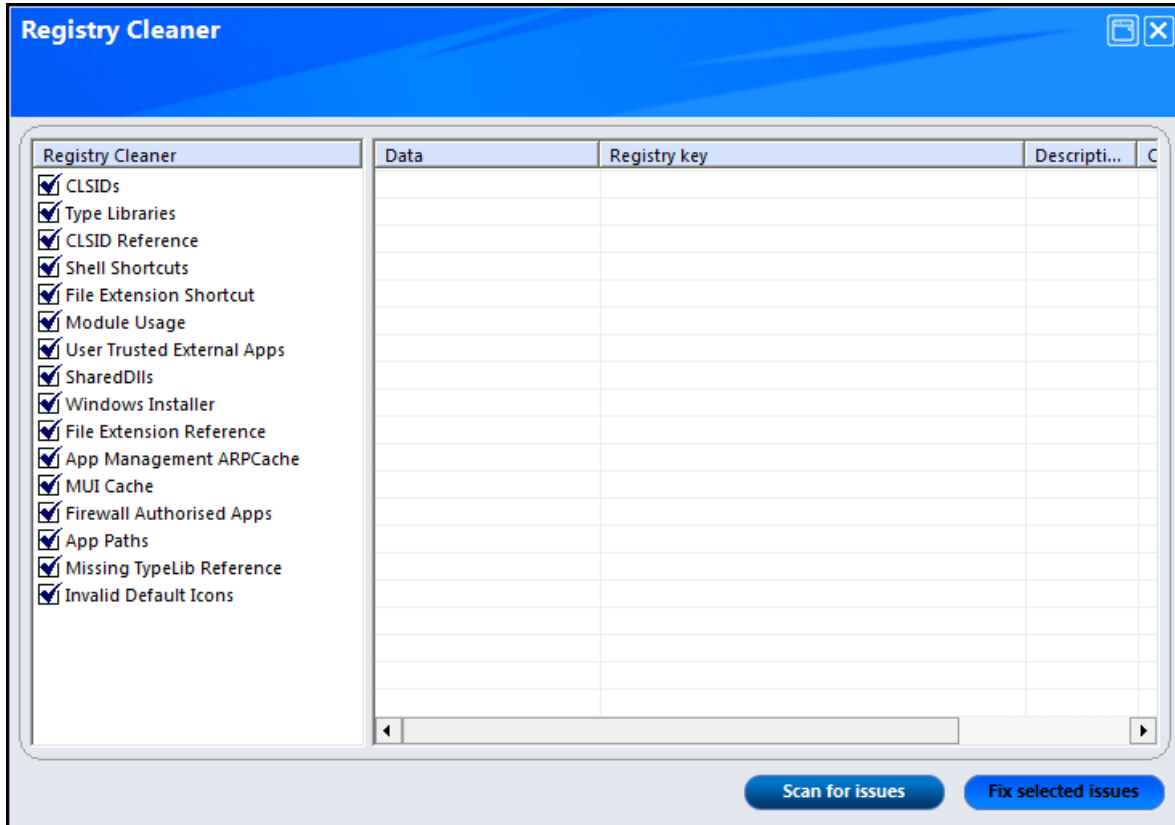 Registry Cleaner
Registry Cleaner
Data
Registry key
Descripti...
C
CLSIDs
Type Libraries
CLSID Reference
Shell Shortcuts
File Extension Shortcut
Module Usage
User Trusted External Apps
SharedDlls
Windows Installer
File Extension Reference
App Management ARPCache
MUI Cache
Firewall Authorised Apps
App Paths
Missing TypeLib Reference
Invalid Default Icons
Scan for issues
Fix selected issues